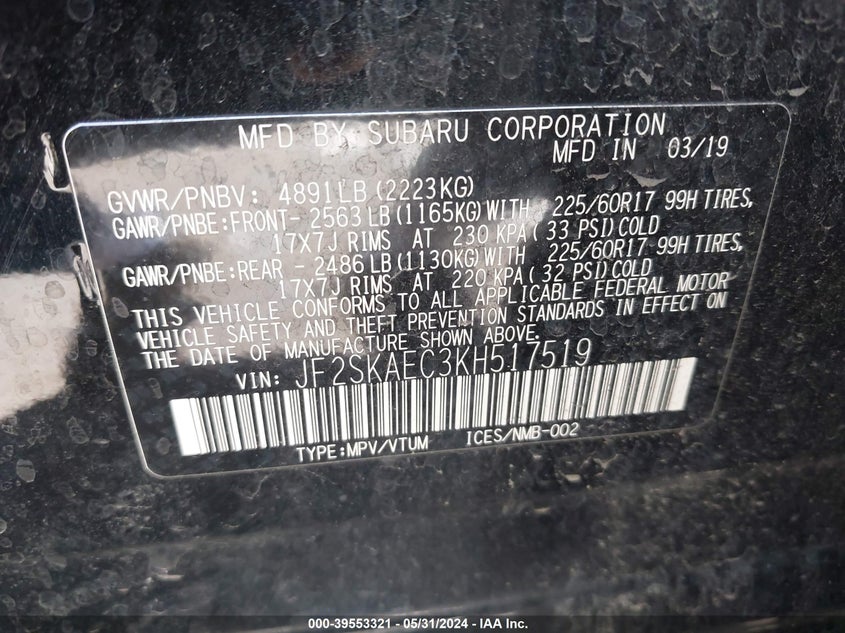 MFD BY SUBARU CORPORATION
MFD IN 03/19
GVWR/PNBV: 4891LB (2223KG)
GAWR/PNBE:FRONT- 2563LB (1165KG) WITH 225/60R17 99H TIRES,
17X7J RIMS AT 230 KPA ( 33 PSI) COLD
GAWR/PNBE:REAR - 2486LB (1130KG) WITH 225/60R17 99H TIRES,
17X7J RIMS AT 220 KPA ( 32 PSI) COLD
THIS VEHICLE CONFORMS TO ALL APPLICABLE FEDERAL MOTOR
VEHICLE SAFETY AND THEFT PREVENTION STANDARDS IN EFFECT ON
THE DATE OF MANUFACTURE SHOWN ABOVE.
VIN: JF2SKAEC3KH517519
TYPE:MPV/VTUM ICES/NMB-002
000-39553321 - 05/31/2024 - IAA Inc.